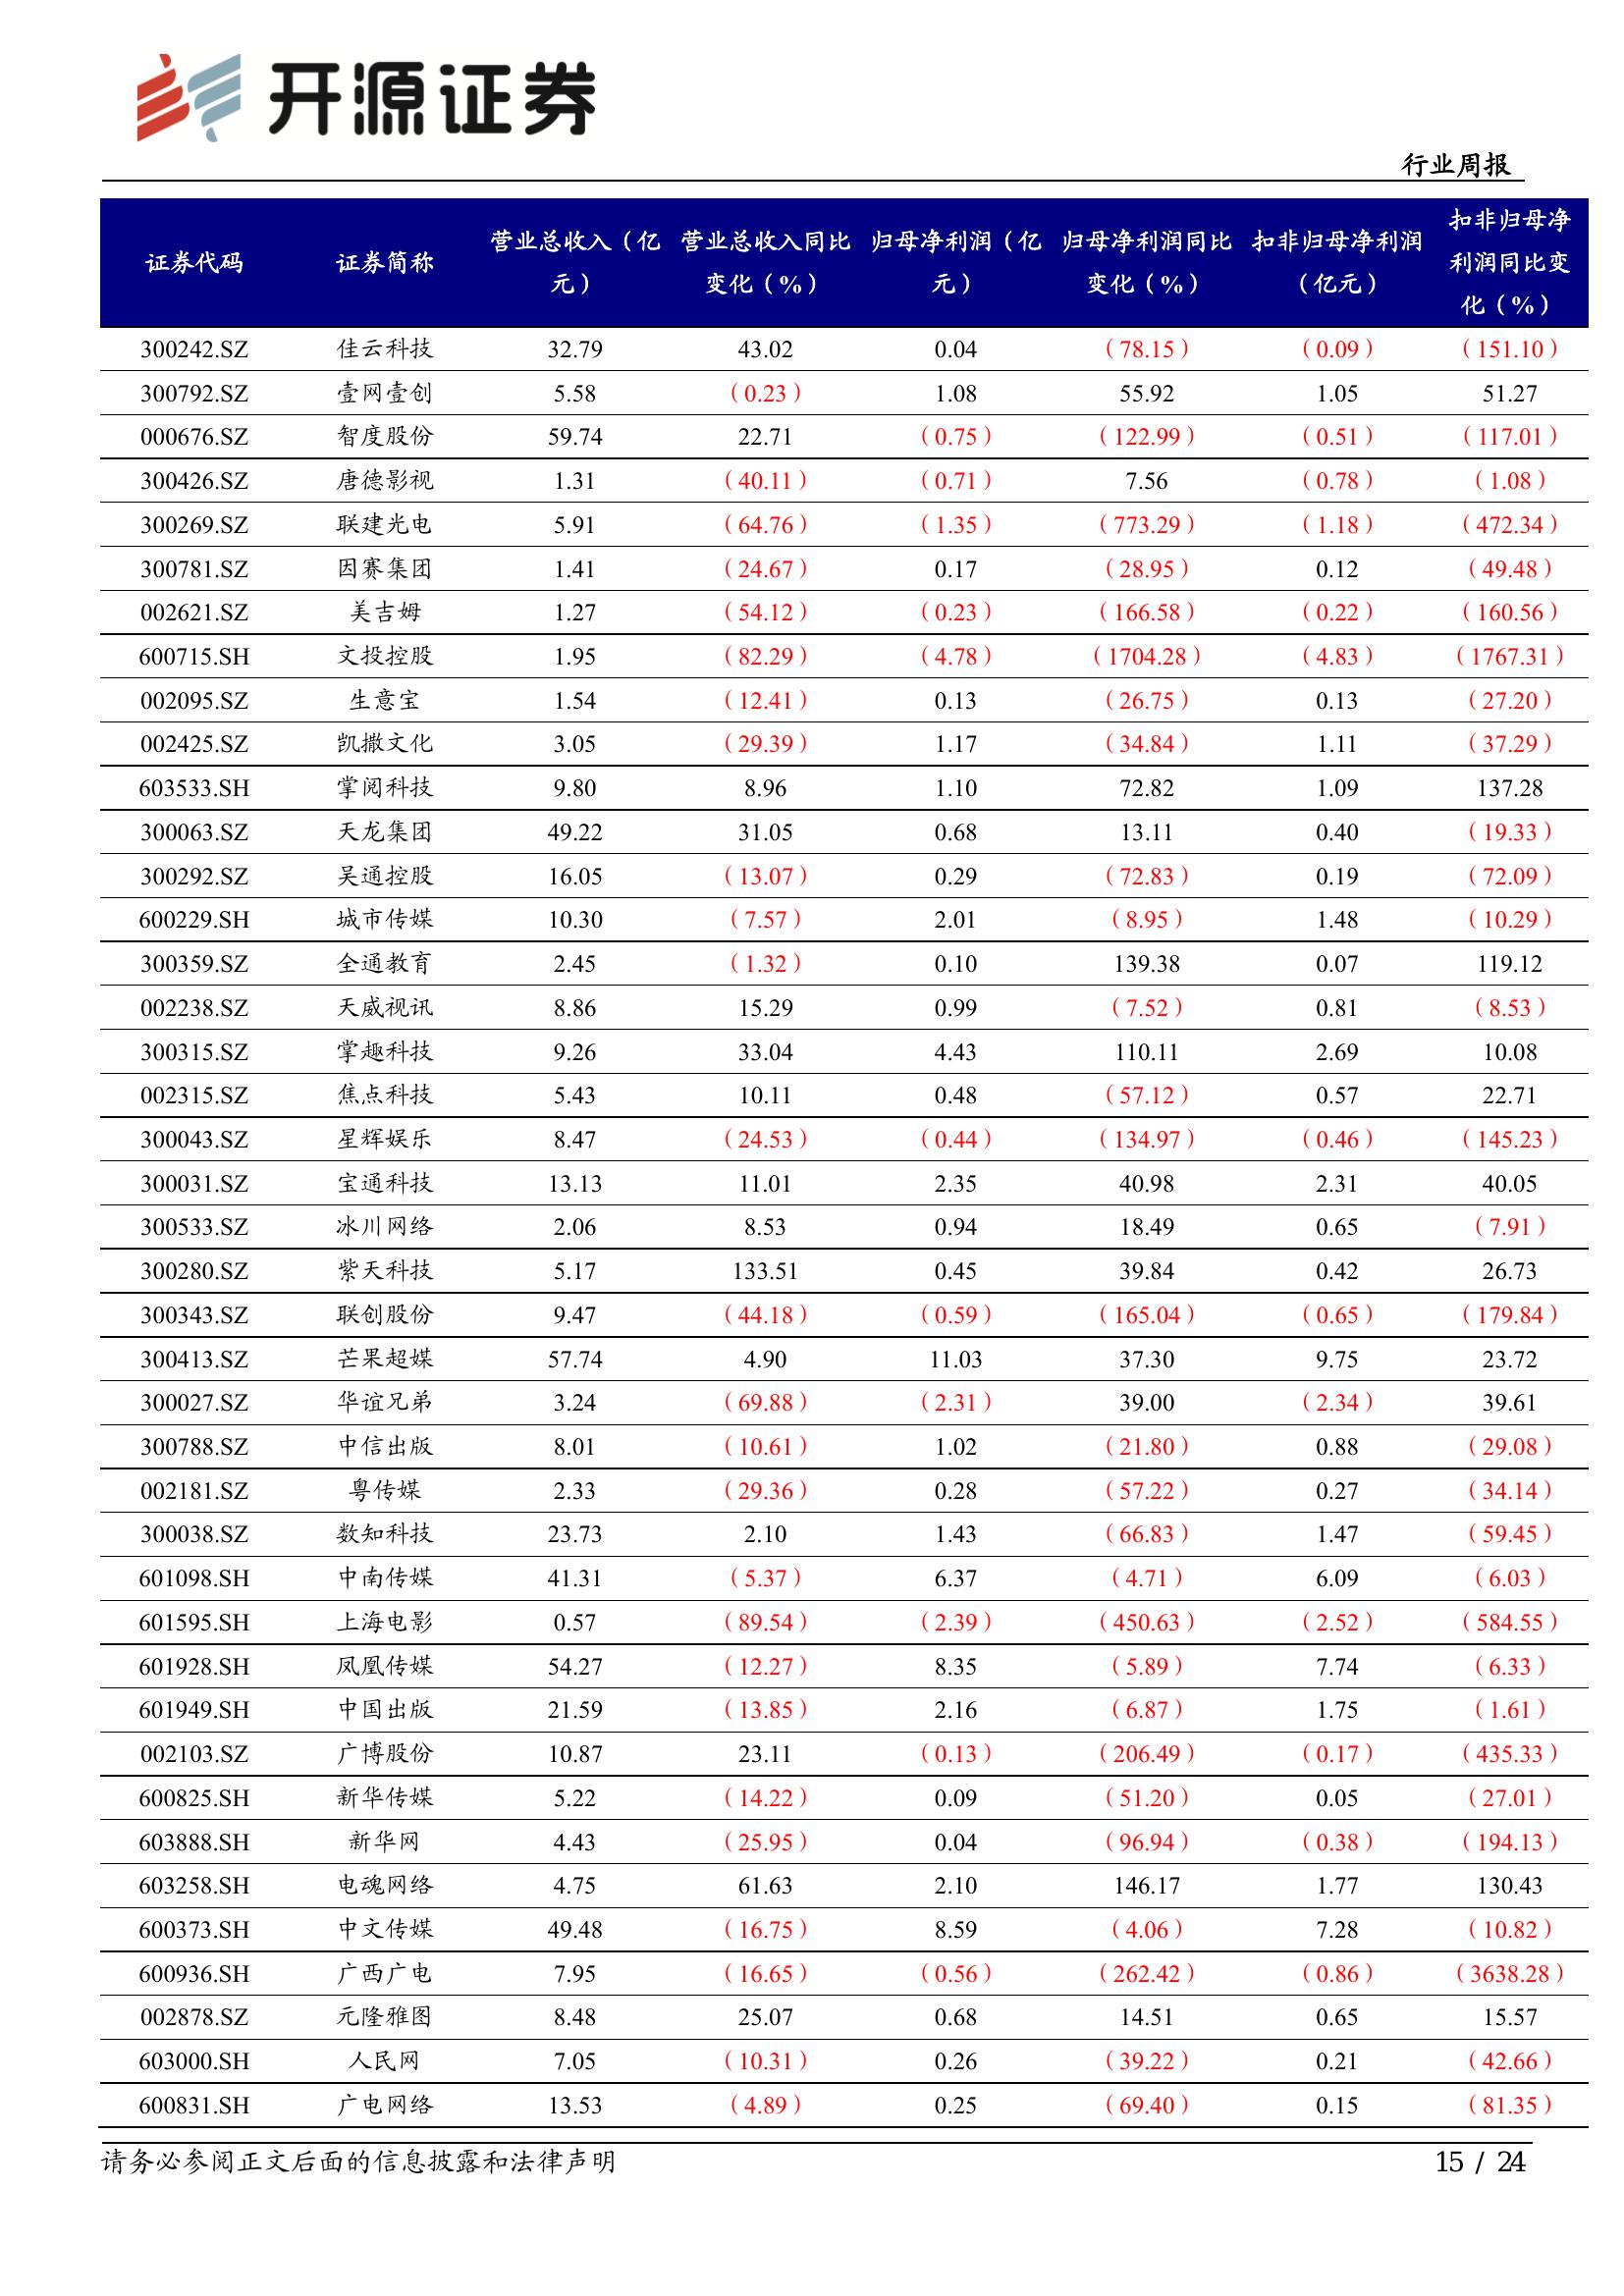 开源证券
行业周报
证券代码 证券简称 营业总收入（亿元） 营业总收入同比变化（%） 归母净利润（亿元） 归母净利润同比变化（%） 扣非归母净利润（亿元） 扣非归母净利润同比变化（%）
300242.SZ 佳云科技 32.79 43.02 0.04 （78.15） （0.09） （151.10）
300792.SZ 壹网壹创 5.58 （0.23） 1.08 55.92 1.05 51.27
000676.SZ 智度股份 59.74 22.71 （0.75） （122.99） （0.51） （117.01）
300426.SZ 唐德影视 1.31 （40.11） （0.71） 7.56 （0.78） （1.08）
300269.SZ 联建光电 5.91 （64.76） （1.35） （773.29） （1.18） （472.34）
300781.SZ 因赛集团 1.41 （24.67） 0.17 （28.95） 0.12 （49.48）
002621.SZ 美吉姆 1.27 （54.12） （0.23） （166.58） （0.22） （160.56）
600715.SH 文投控股 1.95 （82.29） （4.78） （1704.28） （4.83） （1767.31）
002095.SZ 生意宝 1.54 （12.41） 0.13 （26.75） 0.13 （27.20）
002425.SZ 凯撒文化 3.05 （29.39） 1.17 （34.84） 1.11 （37.29）
603533.SH 掌阅科技 9.80 8.96 1.10 72.82 1.09 137.28
300063.SZ 天龙集团 49.22 31.05 0.68 13.11 0.40 （19.33）
300292.SZ 吴通控股 16.05 （13.07） 0.29 （72.83） 0.19 （72.09）
600229.SH 城市传媒 10.30 （7.57） 2.01 （8.95） 1.48 （10.29）
300359.SZ 全通教育 2.45 （1.32） 0.10 139.38 0.07 119.12
002238.SZ 天威视讯 8.86 15.29 0.99 （7.52） 0.81 （8.53）
300315.SZ 掌趣科技 9.26 33.04 4.43 110.11 2.69 10.08
002315.SZ 焦点科技 5.43 10.11 0.48 （57.12） 0.57 22.71
300043.SZ 星辉娱乐 8.47 （24.53） （0.44） （134.97） （0.46） （145.23）
300031.SZ 宝通科技 13.13 11.01 2.35 40.98 2.31 40.05
300533.SZ 冰川网络 2.06 8.53 0.94 18.49 0.65 （7.91）
300280.SZ 紫天科技 5.17 133.51 0.45 39.84 0.42 26.73
300343.SZ 联创股份 9.47 （44.18） （0.59） （165.04） （0.65） （179.84）
300413.SZ 芒果超媒 57.74 4.90 11.03 37.30 9.75 23.72
300027.SZ 华谊兄弟 3.24 （69.88） （2.31） 39.00 （2.34） 39.61
300788.SZ 中信出版 8.01 （10.61） 1.02 （21.80） 0.88 （29.08）
002181.SZ 粤传媒 2.33 （29.36） 0.28 （57.22） 0.27 （34.14）
300038.SZ 数知科技 23.73 2.10 1.43 （66.83） 1.47 （59.45）
601098.SH 中南传媒 41.31 （5.37） 6.37 （4.71） 6.09 （6.03）
601595.SH 上海电影 0.57 （89.54） （2.39） （450.63） （2.52） （584.55）
601928.SH 凤凰传媒 54.27 （12.27） 8.35 （5.89） 7.74 （6.33）
601949.SH 中国出版 21.59 （13.85） 2.16 （6.87） 1.75 （1.61）
002103.SZ 广博股份 10.87 23.11 （0.13） （206.49） （0.17） （435.33）
600825.SH 新华传媒 5.22 （14.22） 0.09 （51.20） 0.05 （27.01）
603888.SH 新华网 4.43 （25.95） 0.04 （96.94） （0.38） （194.13）
603258.SH 电魂网络 4.75 61.63 2.10 146.17 1.77 130.43
600373.SH 中文传媒 49.48 （16.75） 8.59 （4.06） 7.28 （10.82）
600936.SH 广西广电 7.95 （16.65） （0.56） （262.42） （0.86） （3638.28）
002878.SZ 元隆雅图 8.48 25.07 0.68 14.51 0.65 15.57
603000.SH 人民网 7.05 （10.31） 0.26 （39.22） 0.21 （42.66）
600831.SH 广电网络 13.53 （4.89） 0.25 （69.40） 0.15 （81.35）
请务必参阅正文后面的信息披露和法律声明 15 / 24